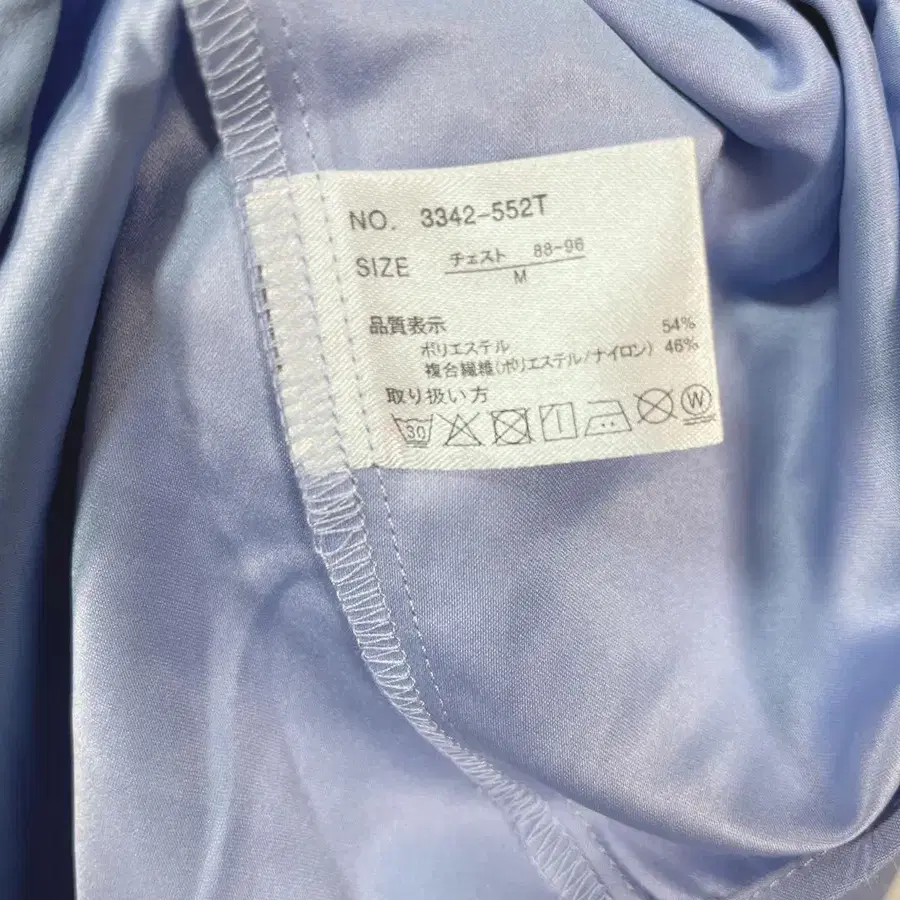 NO. 3342-552T
SIZE チェスト 88-96
M
品質表示
ポリエステル 54%
複合繊維(ポリエステル/ナイロン) 46%
取り扱い方
30 W